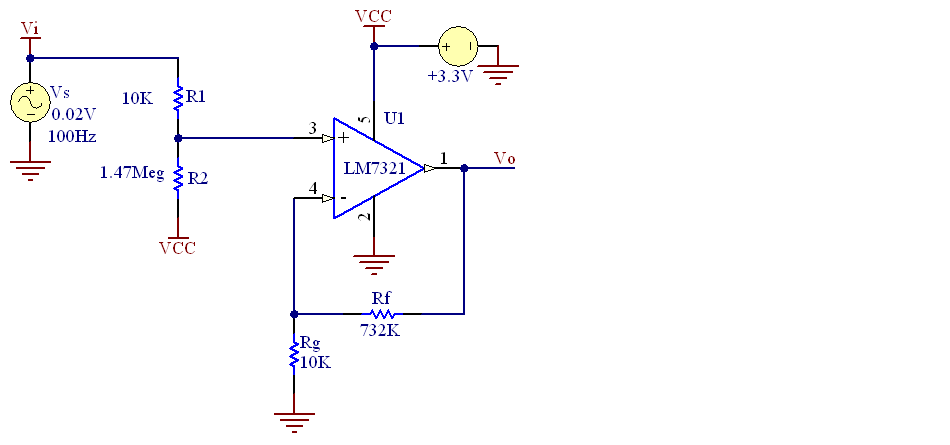 Vi
VCC
+
Vs
0.02V
100Hz
10K
R1
+
+3.3V
5
U1
3
+
LM7321
1
Vo
1.47Meg
R2
4
-
2
VCC
Rf
732K
Rg
10K